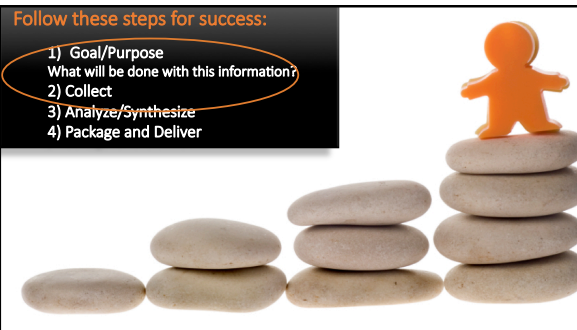 Follow these steps for success:
1) Goal/Purpose
What will be done with this information?
2) Collect
3) Analyze/Synthesize
4) Package and Deliver